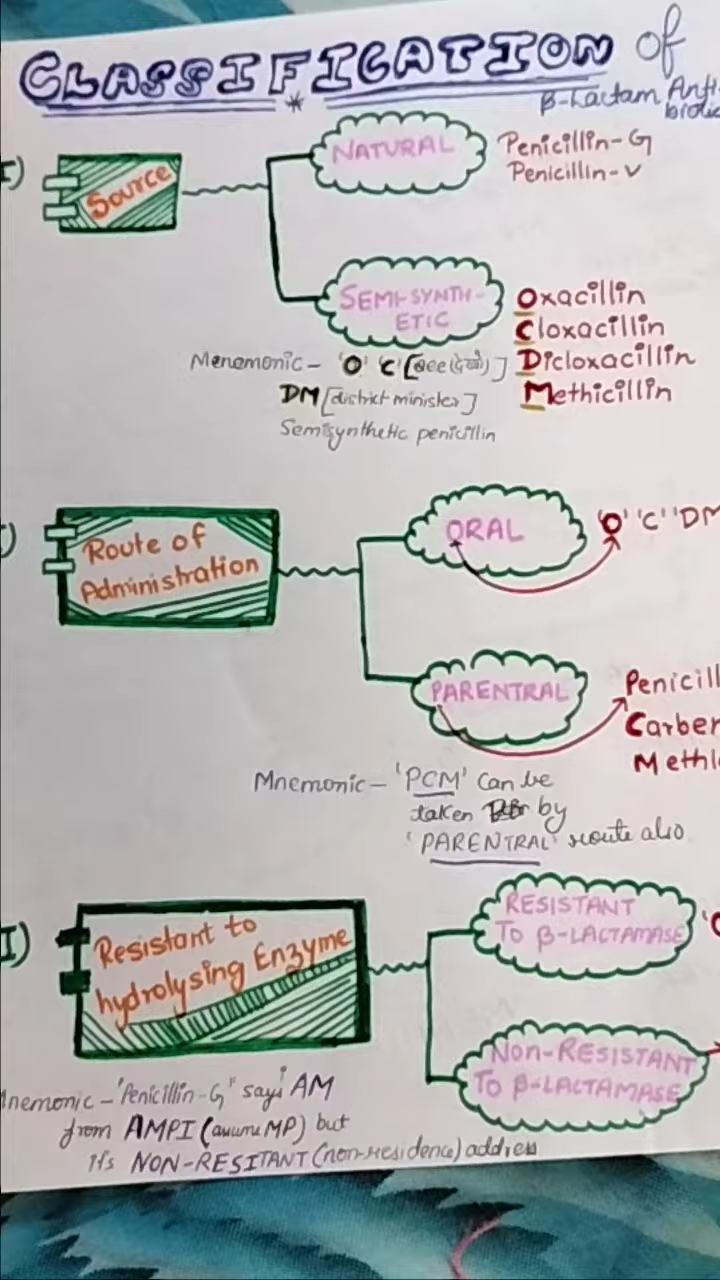 CLASSIFICATION of
β-Lactam Anti-
I)
Source
NATURAL
Penicillin-G
Penicillin-V
SEMI-SYNTH-
ETIC
Oxacillin
Cloxacillin
Dicloxacillin
Methicillin
Menemonic - 'O' 'C'
DM [district minister]
Semisynthetic penicillin
Route of
Administration
ORAL
'O' 'C' 'DM
PARENTRAL
Penicill
Carber
Methi
Mnemonic - 'PCM' can be
taken by
'PARENTRAL' route also
I)
Resistant to
hydrolysing Enzyme
RESISTANT
TO β-LACTAMASE
Non-RESISTANT
TO β-LACTAMASE
nemonic - 'Penicillin-G' says AM
from AMPI (assume MP) but
its NON-RESITANT (non-residence) address